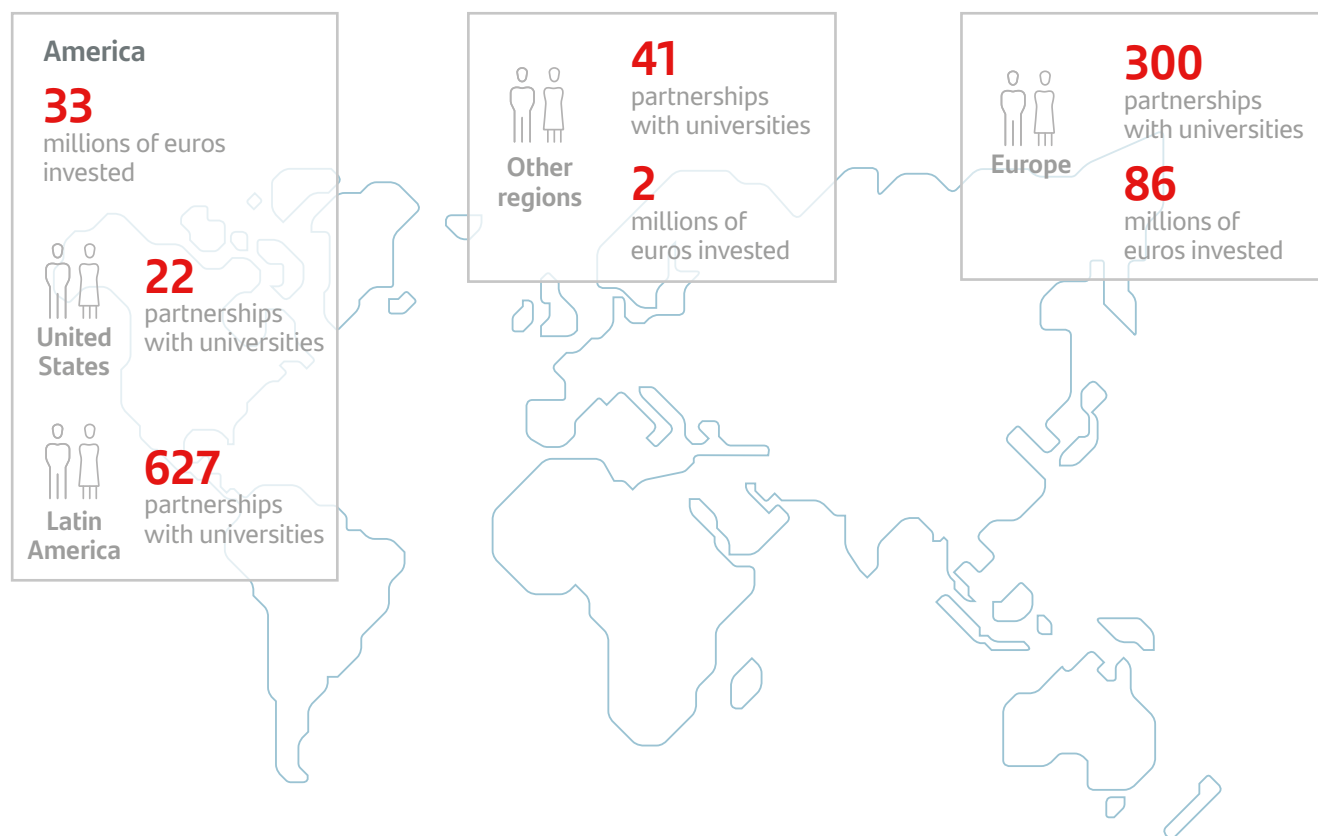 America
33
millions of euros
invested
22
partnerships
with universities
United
States
627
partnerships
with universities
Latin
America
41
partnerships
with universities
Other
regions
2
millions of
euros invested
300
partnerships
with universities
Europe
86
millions of
euros invested